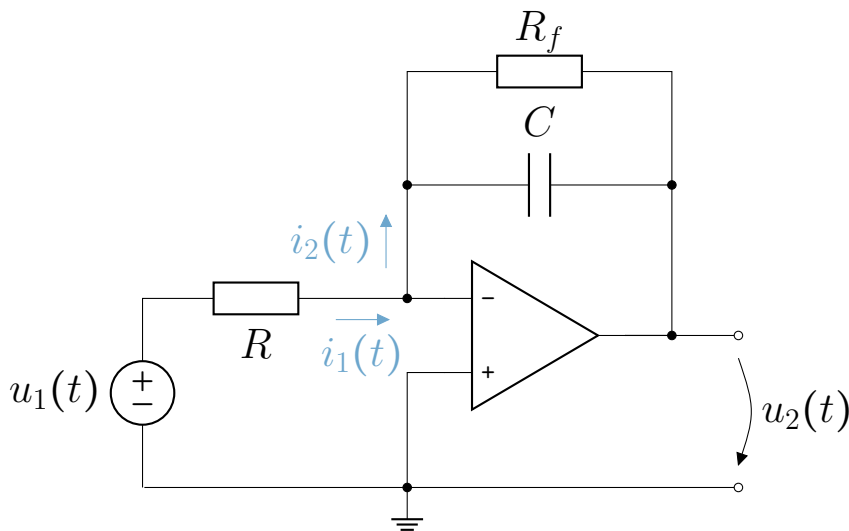 R_f
C
i_2(t)
−
R
i_1(t)
+
u_1(t)
+
−
u_2(t)